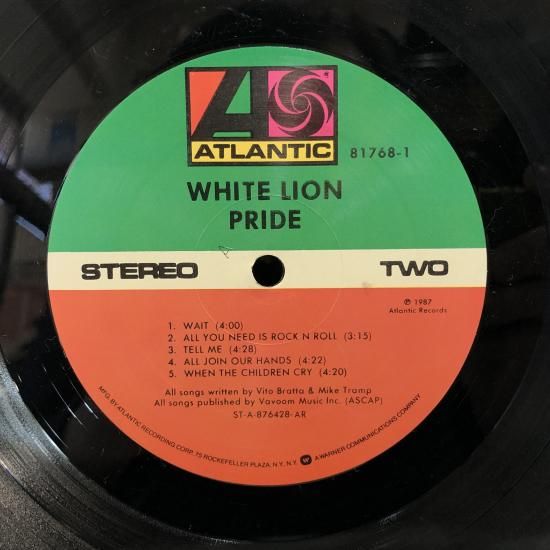 ATLANTIC
81768-1
WHITE LION
PRIDE
STEREO
TWO
℗ 1987
Atlantic Records
1. WAIT (4:00)
2. ALL YOU NEED IS ROCK N ROLL (3:15)
3. TELL ME (4:28)
4. ALL JOIN OUR HANDS (4:22)
5. WHEN THE CHILDREN CRY (4:20)
All songs written by Vito Bratta & Mike Tramp
All songs published by Vavoom Music Inc. (ASCAP)
ST-A-876428-AR
MFG. BY ATLANTIC RECORDING CORP., 75 ROCKEFELLER PLAZA, N.Y., N.Y. A WARNER COMMUNICATIONS COMPANY